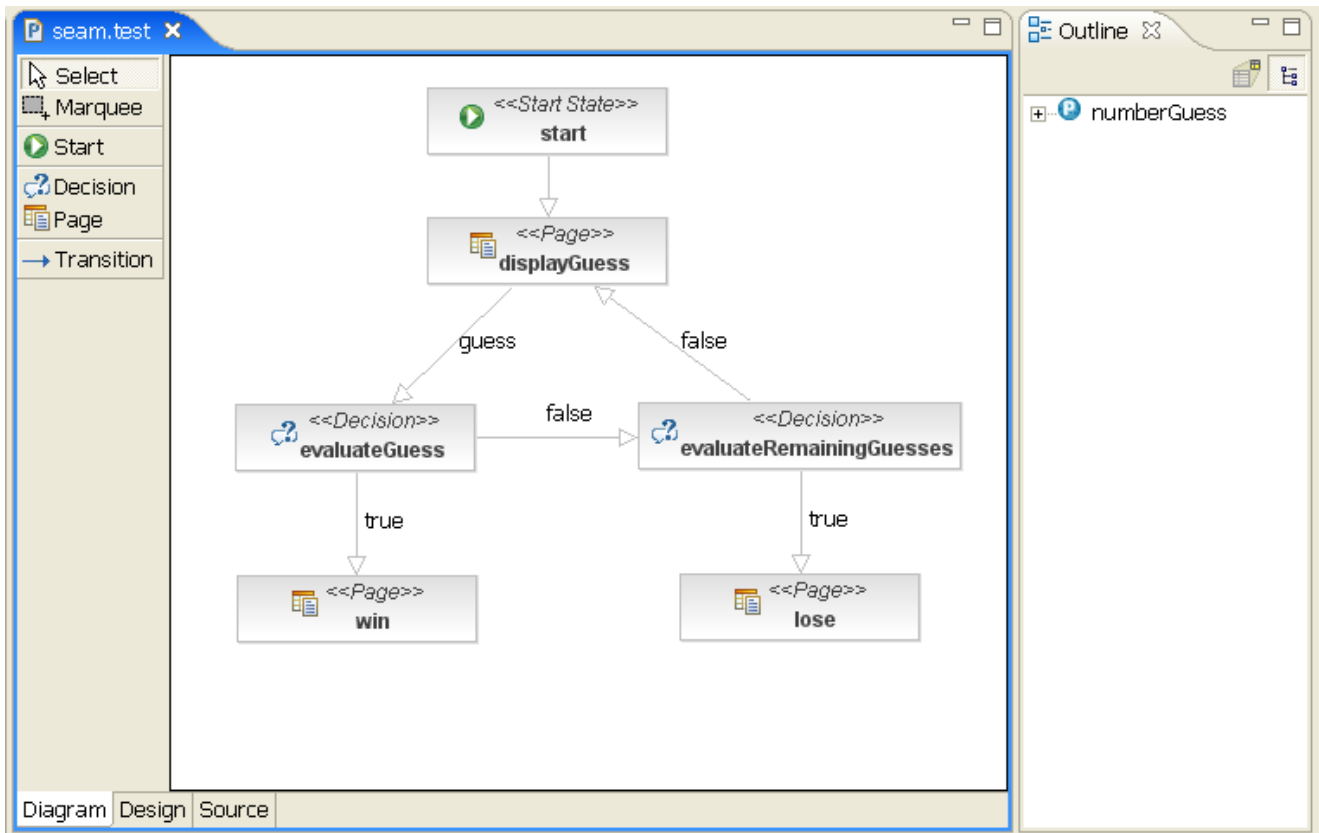 seam.test
Select
Marquee
Start
Decision
Page
Transition
<<Start State>>
start
<<Page>>
displayGuess
guess
false
<<Decision>>
evaluateGuess
false
<<Decision>>
evaluateRemainingGuesses
true
true
<<Page>>
win
<<Page>>
lose
Diagram
Design
Source
Outline
numberGuess